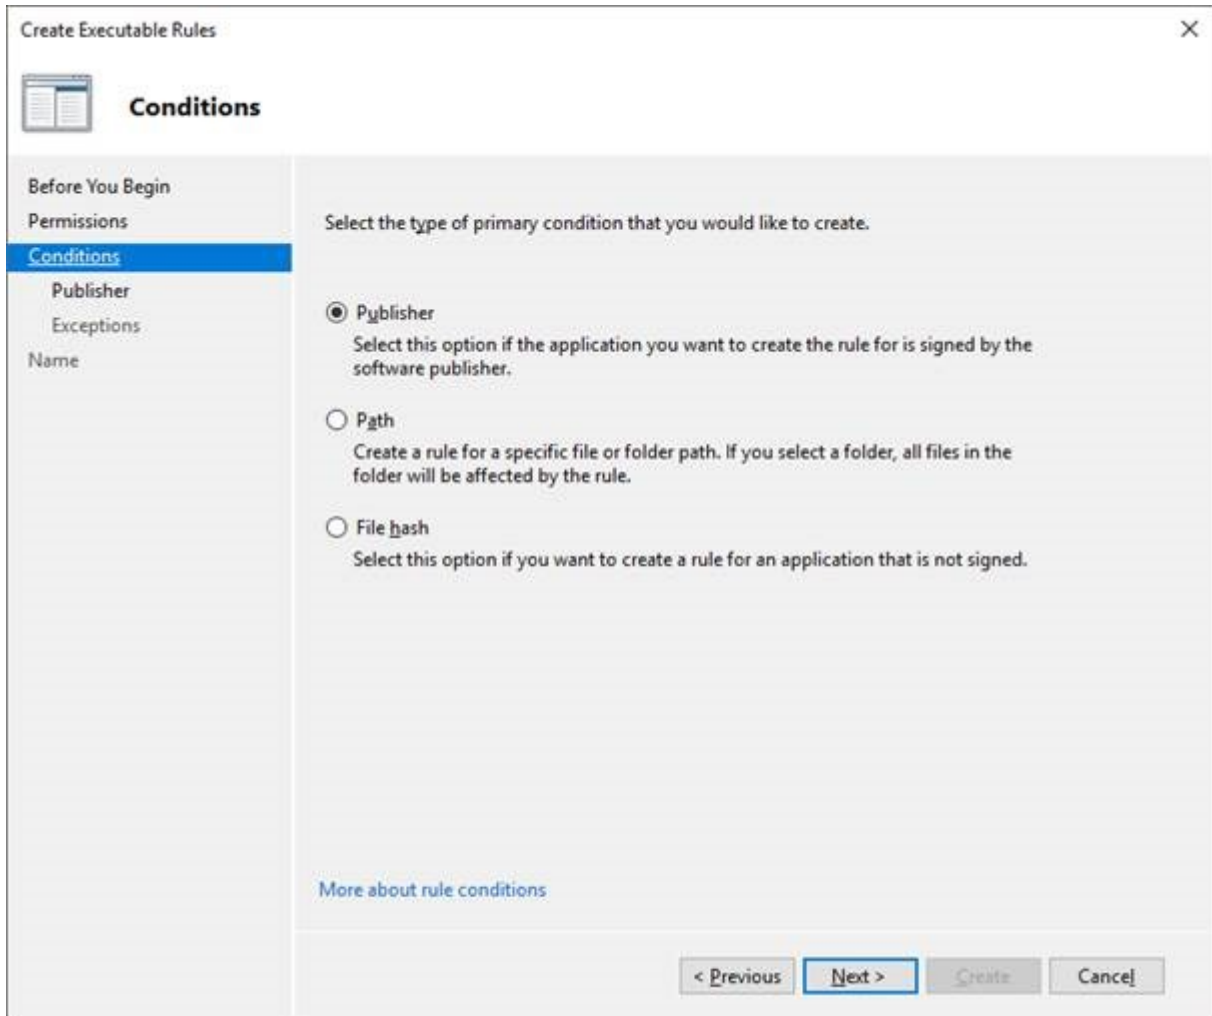 Create Executable Rules
Conditions
Before You Begin
Permissions
Conditions
Publisher
Exceptions
Name
Select the type of primary condition that you would like to create.
Publisher
Select this option if the application you want to create the rule for is signed by the
software publisher.
Path
Create a rule for a specific file or folder path. If you select a folder, all files in the
folder will be affected by the rule.
File hash
Select this option if you want to create a rule for an application that is not signed.
More about rule conditions
< Previous
Next >
Create
Cancel